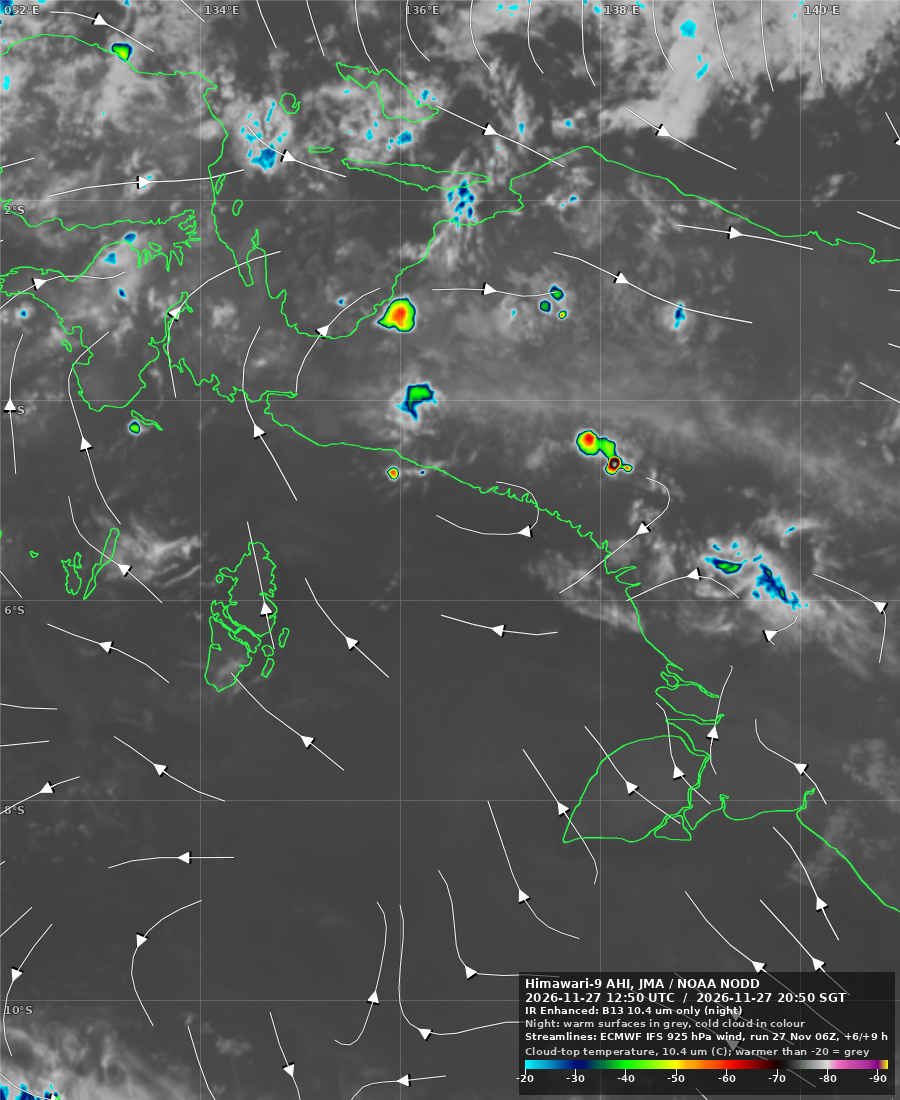 092°E 134°E 136°E 138°E 140°E
2°S
6°S
8°S
10°S
Himawari-9 AHI, JMA / NOAA NODD
2026-11-27 12:50 UTC / 2026-11-27 20:50 SGT
IR Enhanced: B13 10.4 um only (night)
Night: warm surfaces in grey, cold cloud in colour
Streamlines: ECMWF IFS 925 hPa wind, run 27 Nov 06Z, +6/+9 h
Cloud-top temperature, 10.4 um (C); warmer than -20 = grey
-20 -30 -40 -50 -60 -70 -80 -90